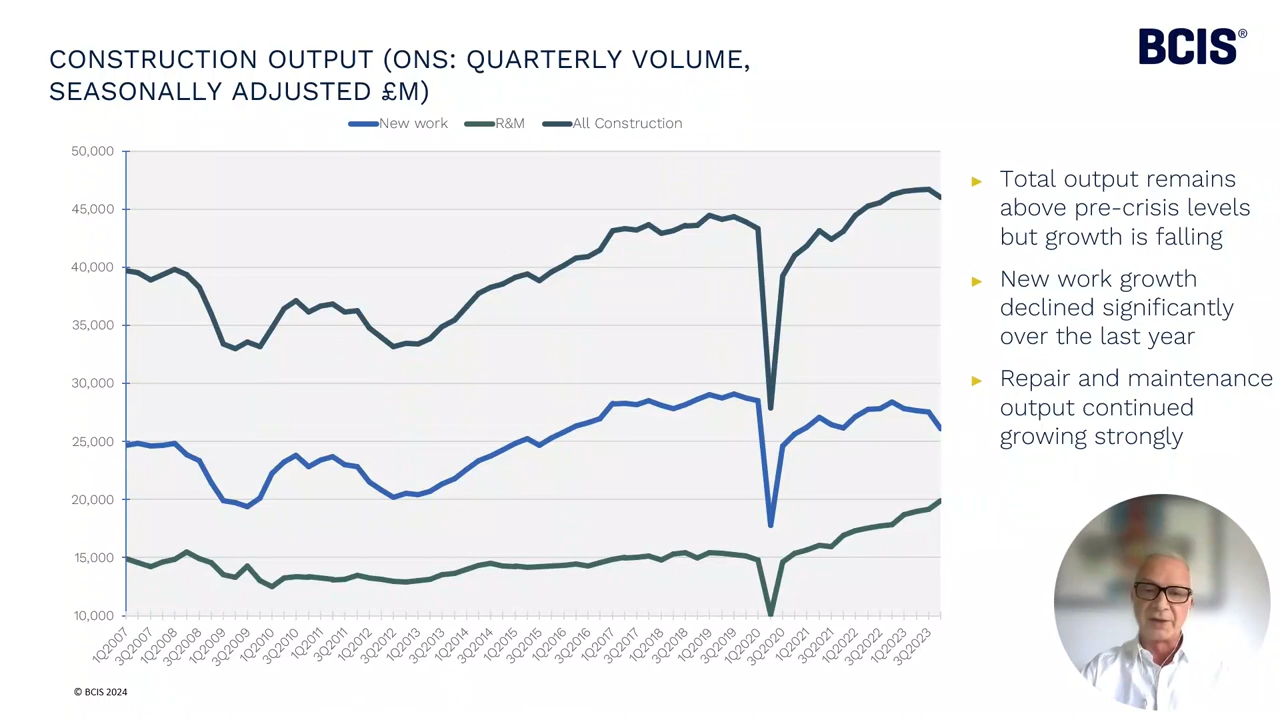 CONSTRUCTION OUTPUT (ONS: QUARTERLY VOLUME,
SEASONALLY ADJUSTED £M)
BCIS®
New work
R&M
All Construction
50,000
45,000
40,000
35,000
30,000
25,000
20,000
15,000
10,000
1Q2007
3Q2007
1Q2008
3Q2008
1Q2009
3Q2009
1Q2010
3Q2010
1Q2011
3Q2011
1Q2012
3Q2012
1Q2013
3Q2013
1Q2014
3Q2014
1Q2015
3Q2015
1Q2016
3Q2016
1Q2017
3Q2017
1Q2018
3Q2018
1Q2019
3Q2019
1Q2020
3Q2020
1Q2021
3Q2021
1Q2022
3Q2022
1Q2023
3Q2023
► Total output remains
above pre-crisis levels
but growth is falling
► New work growth
declined significantly
over the last year
► Repair and maintenance
output continued
growing strongly
© BCIS 2024